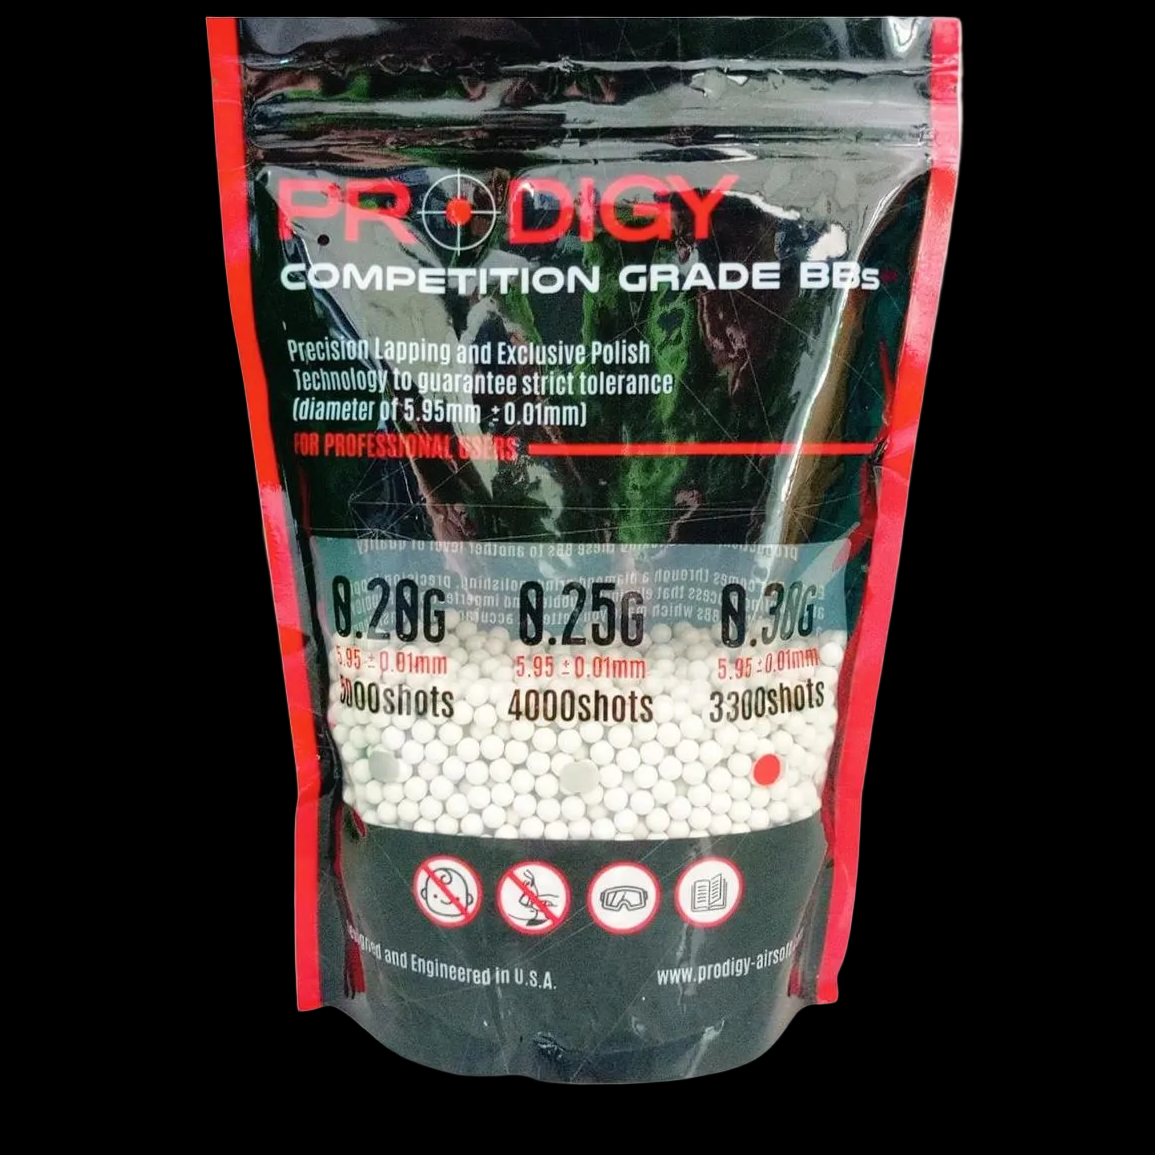 PRODIGY
COMPETITION GRADE BBs
Precision Lapping and Exclusive Polish
Technology to guarantee strict tolerance
(diameter of 5.95mm ±0.01mm)
FOR PROFESSIONAL USERS
0.20G 0.25G 0.30G
5.95 ±0.01mm 5.95 ±0.01mm 5.95 ±0.01mm
5000shots 4000shots 3300shots
and Engineered in U.S.A.
www.prodigy-airsoft